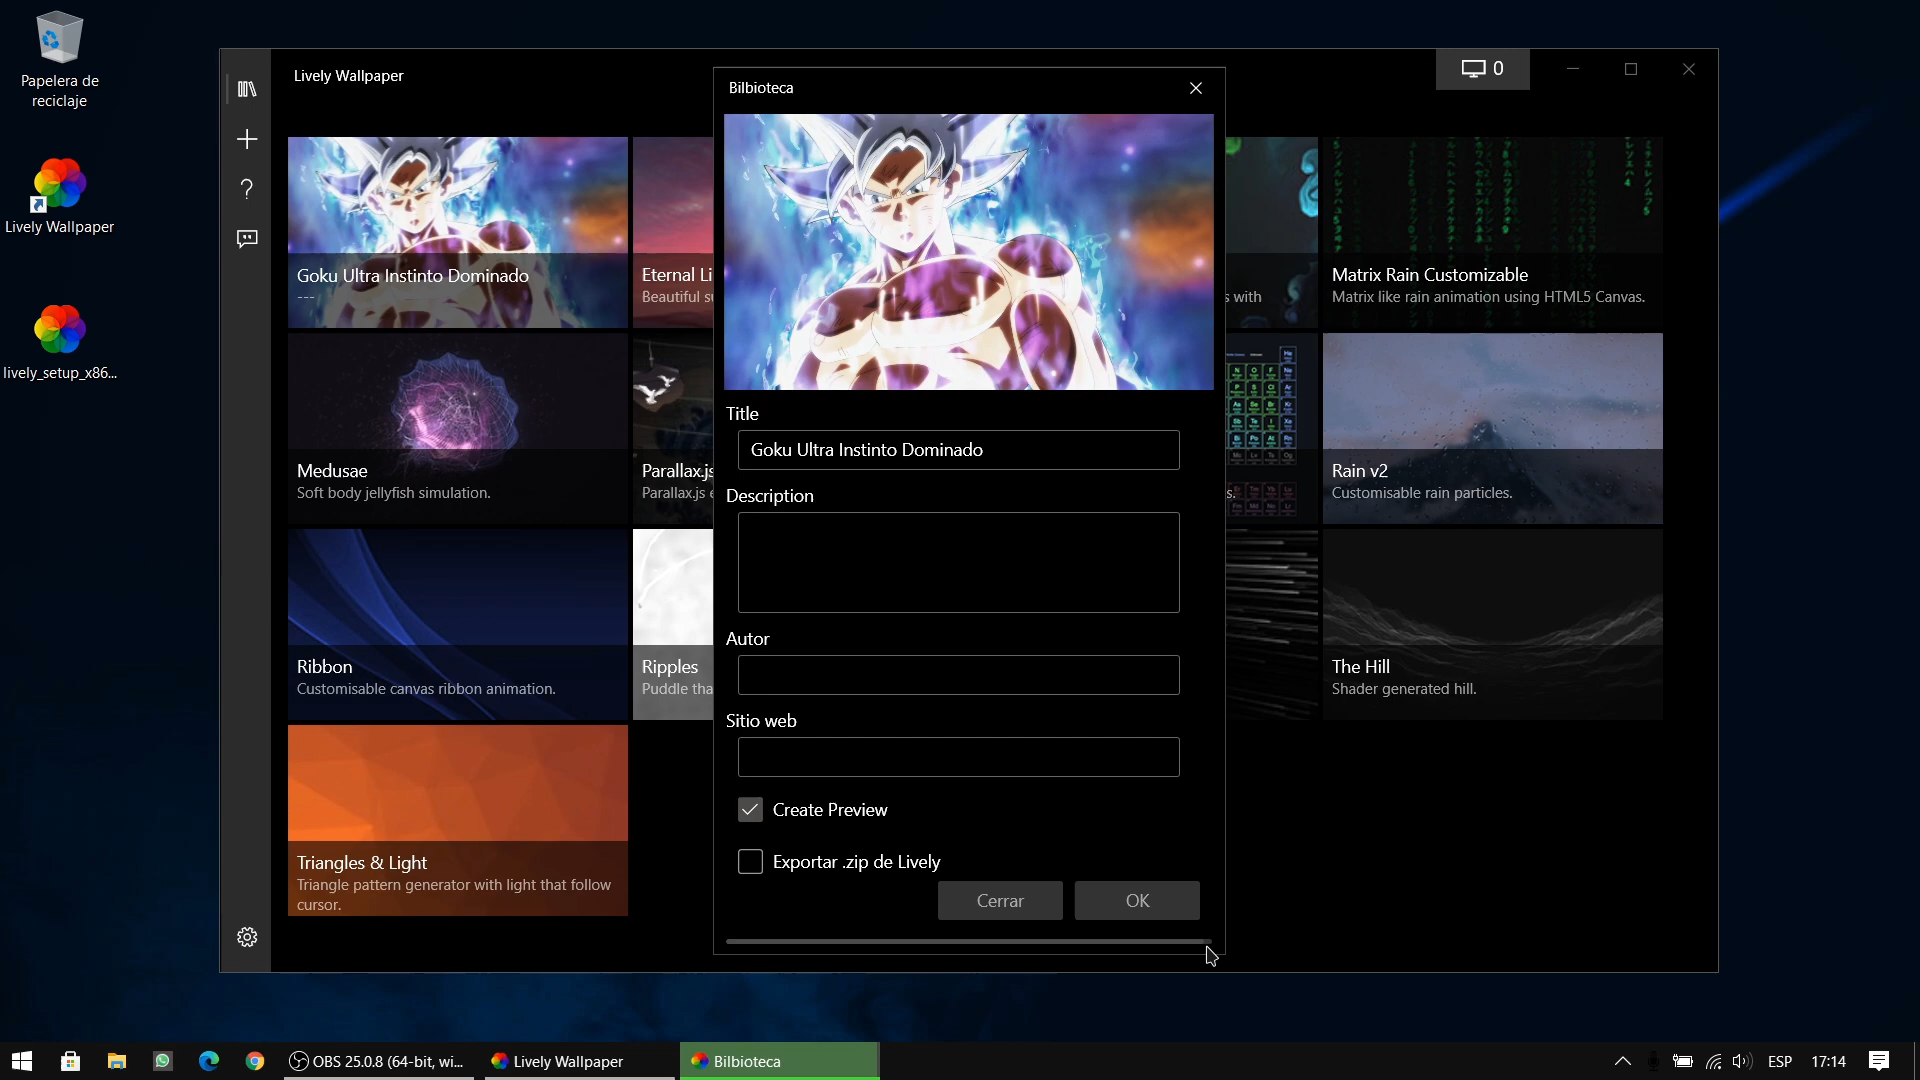 Papelera de
reciclaje
Lively Wallpaper
lively_setup_x86...
Lively Wallpaper
0
Goku Ultra Instinto Dominado
---
Eternal Li
Beautiful su
s with
Matrix Rain Customizable
Matrix like rain animation using HTML5 Canvas.
Medusae
Soft body jellyfish simulation.
Parallax.js
Parallax.js e
s.
Rain v2
Customisable rain particles.
Ribbon
Customisable canvas ribbon animation.
Ripples
Puddle tha
The Hill
Shader generated hill.
Triangles & Light
Triangle pattern generator with light that follow
cursor.
Bilbioteca
Title
Goku Ultra Instinto Dominado
Description
Autor
Sitio web
Create Preview
Exportar .zip de Lively
Cerrar
OK
OBS 25.0.8 (64-bit, wi...
Lively Wallpaper
Bilbioteca
ESP
17:14